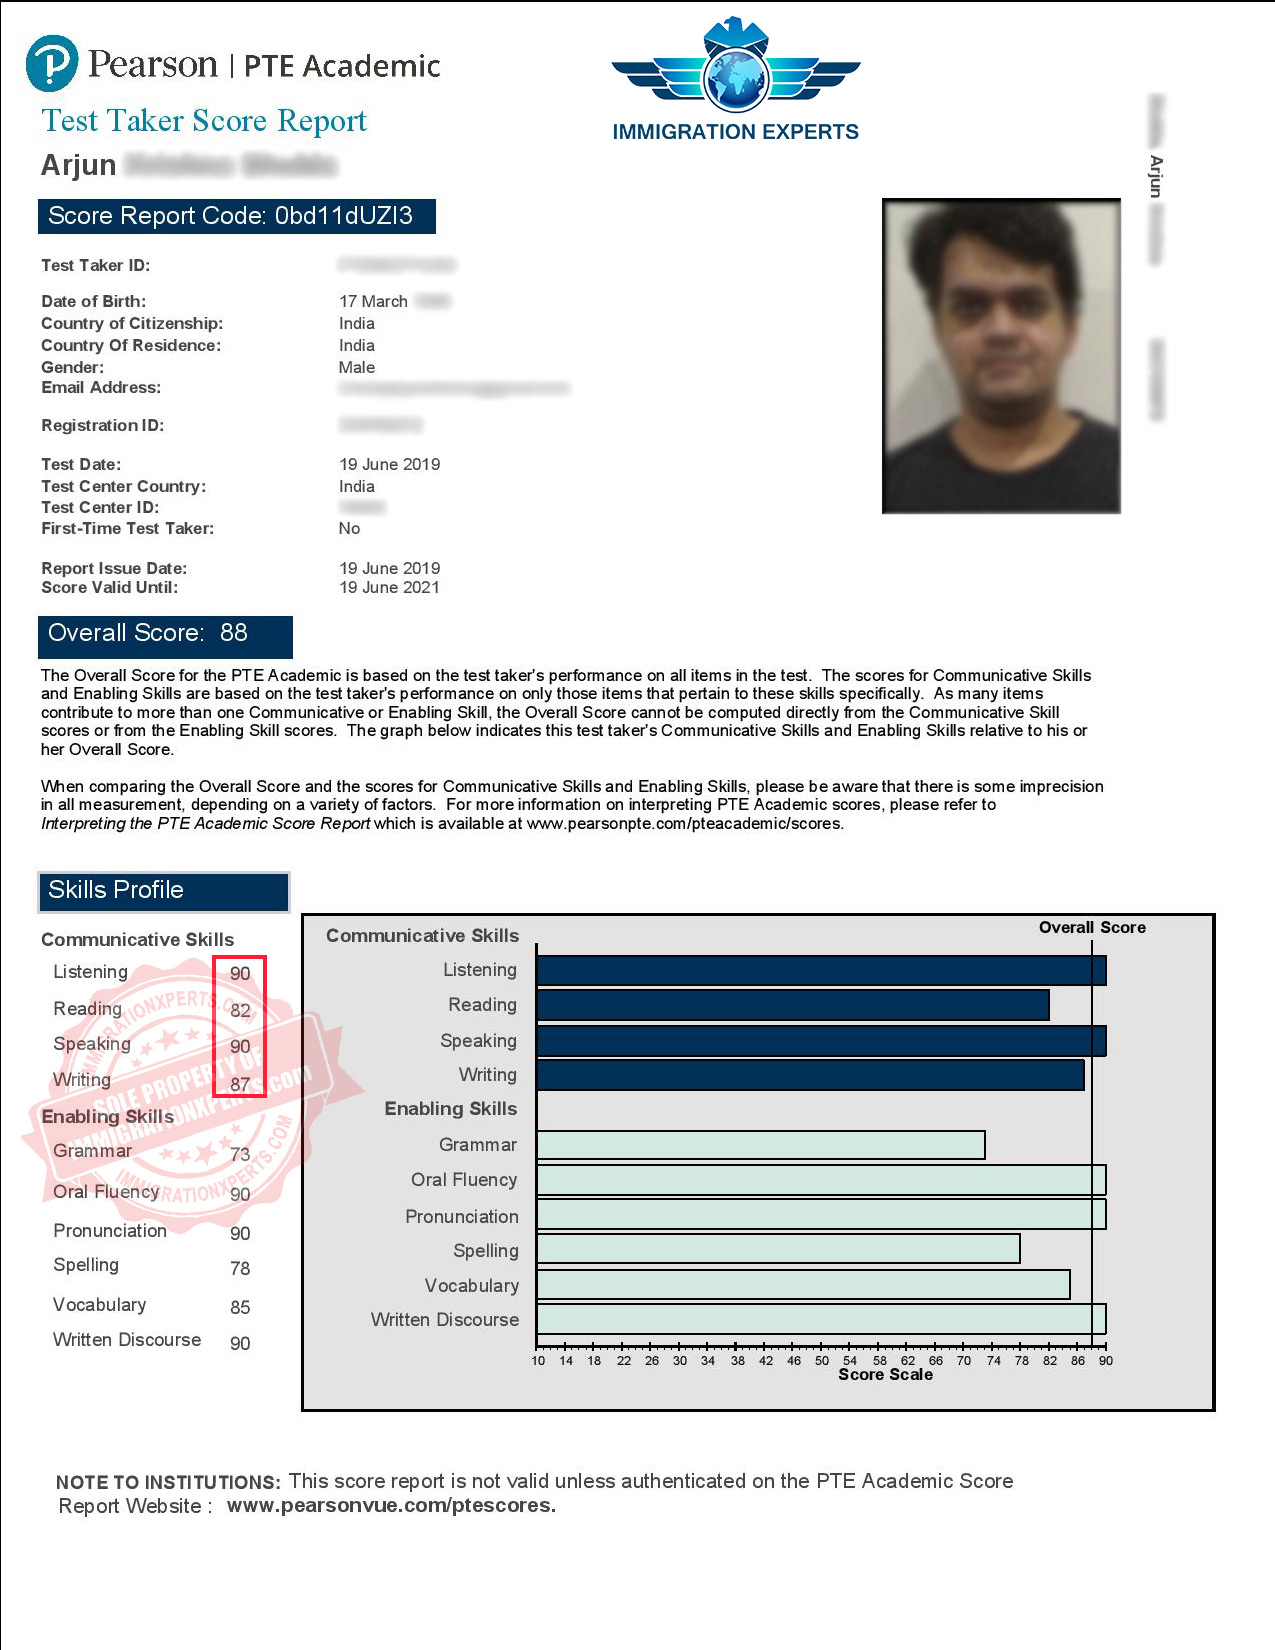 Pearson | PTE Academic
IMMIGRATION EXPERTS
Test Taker Score Report
Arjun
Arjun
Score Report Code: 0bd11dUZI3
Test Taker ID:
Date of Birth: 17 March
Country of Citizenship: India
Country Of Residence: India
Gender: Male
Email Address:
Registration ID:
Test Date: 19 June 2019
Test Center Country: India
Test Center ID:
First-Time Test Taker: No
Report Issue Date: 19 June 2019
Score Valid Until: 19 June 2021
Overall Score: 88
The Overall Score for the PTE Academic is based on the test taker's performance on all items in the test. The scores for Communicative Skills
and Enabling Skills are based on the test taker's performance on only those items that pertain to these skills specifically. As many items
contribute to more than one Communicative or Enabling Skill, the Overall Score cannot be computed directly from the Communicative Skill
scores or from the Enabling Skill scores. The graph below indicates this test taker's Communicative Skills and Enabling Skills relative to his or
her Overall Score.
When comparing the Overall Score and the scores for Communicative Skills and Enabling Skills, please be aware that there is some imprecision
in all measurement, depending on a variety of factors. For more information on interpreting PTE Academic scores, please refer to
Interpreting the PTE Academic Score Report which is available at www.pearsonpte.com/pteacademic/scores.
Skills Profile
Communicative Skills
Listening 90
Reading 82
Speaking 90
Writing 87
Enabling Skills
Grammar 73
Oral Fluency 90
Pronunciation 90
Spelling 78
Vocabulary 85
Written Discourse 90
IMMIGRATIONXPERTS.COM
SOLE PROPERTY OF
IMMIGRATIONXPERTS.com
IMMIGRATIONXPERTS.COM
Overall Score
Communicative Skills
Listening
Reading
Speaking
Writing
Enabling Skills
Grammar
Oral Fluency
Pronunciation
Spelling
Vocabulary
Written Discourse
10 14 18 22 26 30 34 38 42 46 50 54 58 62 66 70 74 78 82 86 90
Score Scale
NOTE TO INSTITUTIONS: This score report is not valid unless authenticated on the PTE Academic Score
Report Website : www.pearsonvue.com/ptescores.